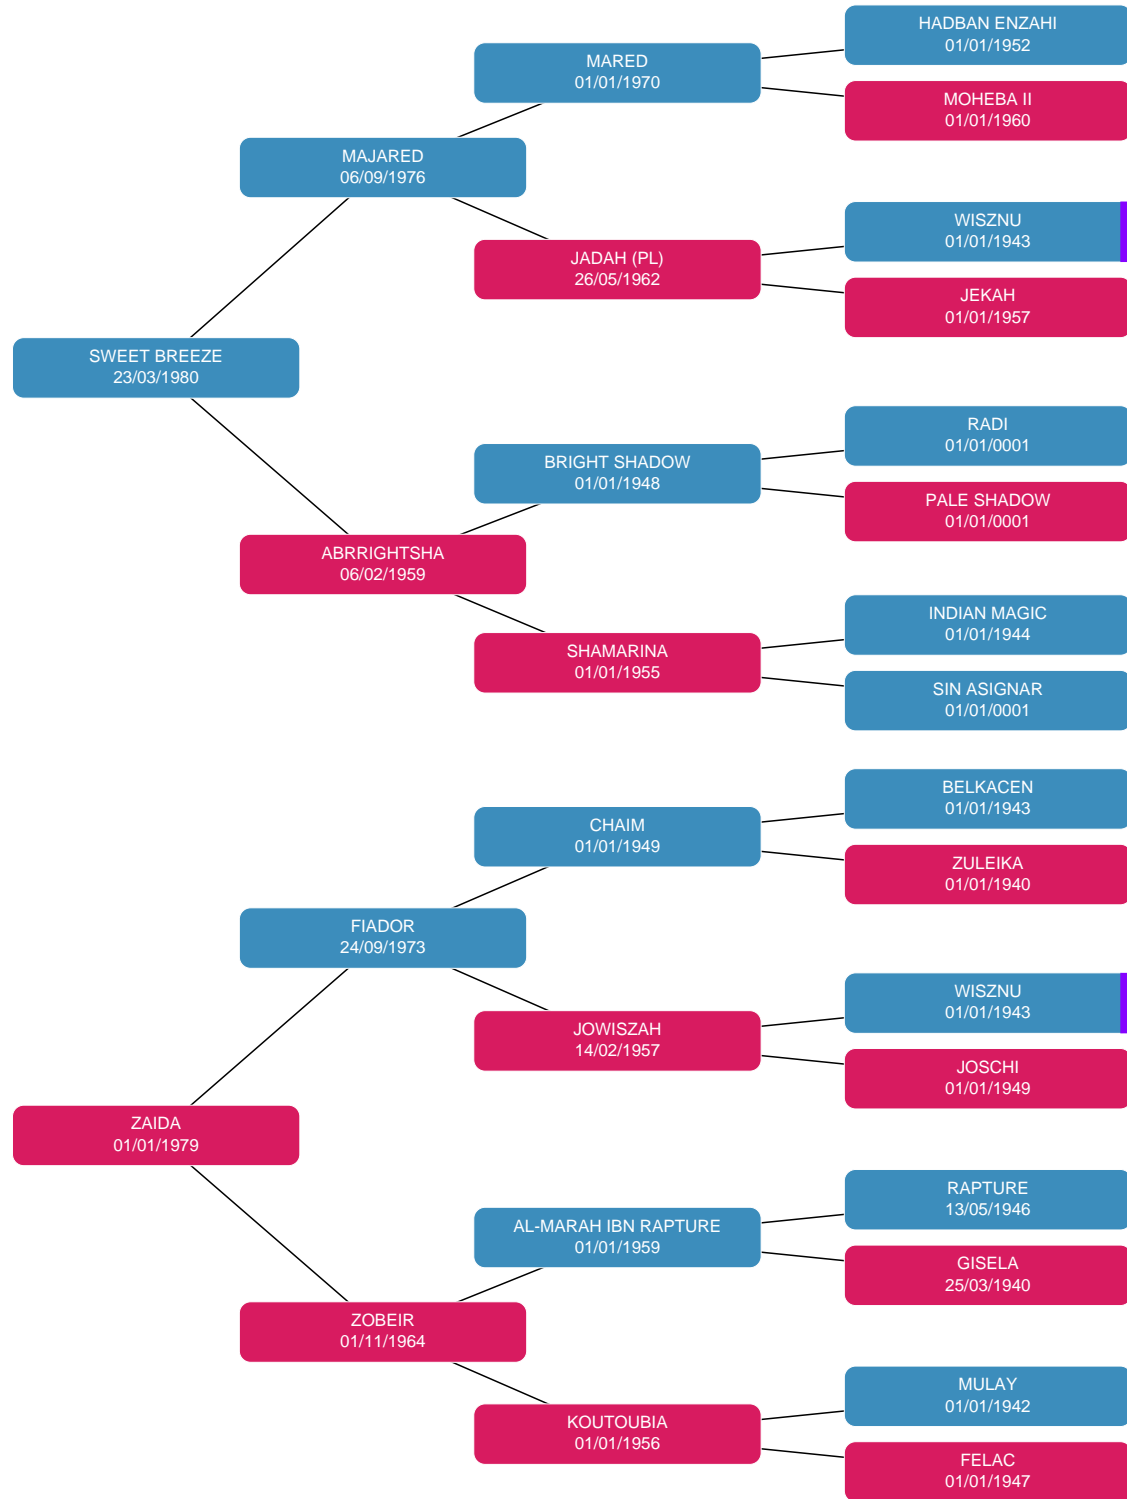 HADBAN ENZAHI
01/01/1952
MARED
01/01/1970
MOHEBA II
01/01/1960
MAJARED
06/09/1976
WISZNU
01/01/1943
JADAH (PL)
26/05/1962
JEKAH
01/01/1957
SWEET BREEZE
23/03/1980
RADI
01/01/0001
BRIGHT SHADOW
01/01/1948
PALE SHADOW
01/01/0001
ABRRIGHTSHA
06/02/1959
INDIAN MAGIC
01/01/1944
SHAMARINA
01/01/1955
SIN ASIGNAR
01/01/0001
BELKACEN
01/01/1943
CHAIM
01/01/1949
ZULEIKA
01/01/1940
FIADOR
24/09/1973
WISZNU
01/01/1943
JOWISZAH
14/02/1957
JOSCHI
01/01/1949
ZAIDA
01/01/1979
RAPTURE
13/05/1946
AL-MARAH IBN RAPTURE
01/01/1959
GISELA
25/03/1940
ZOBEIR
01/11/1964
MULAY
01/01/1942
KOUTOUBIA
01/01/1956
FELAC
01/01/1947